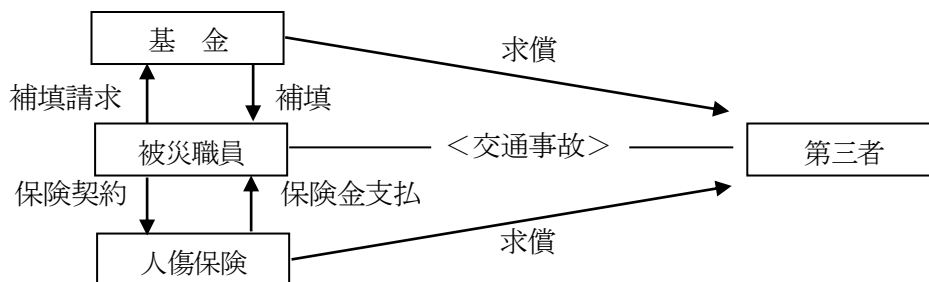 基　金
求償
補填請求
補填
被災職員
＜交通事故＞
第三者
保険契約
保険金支払
人傷保険
求償